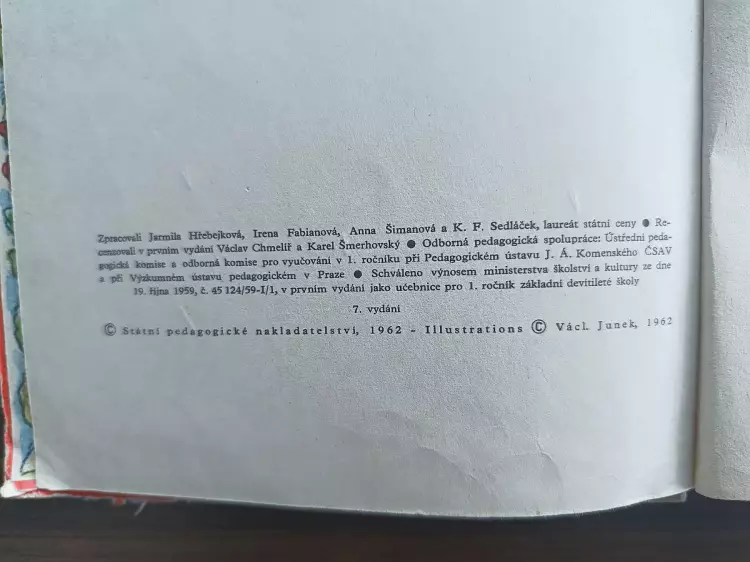 Zpracovali Jarmila Hřebejková, Irena Fabianová, Anna Šimanová a K. F. Sedláček, laureát státní ceny ● Re-
cenzovali v prvním vydání Václav Chmelíř a Karel Šmerhovský ● Odborná pedagogická spolupráce: Ústřední peda-
gogická komise a odborná komise pro vyučování v 1. ročníku při Pedagogickém ústavu J. Á. Komenského ČSAV
a při Výzkumném ústavu pedagogickém v Praze ● Schváleno výnosem ministerstva školství a kultury ze dne
19. října 1959, č. 45 124/59-I/1, v prvním vydání jako učebnice pro 1. ročník základní devítileté školy
7. vydání
© Státní pedagogické nakladatelství, 1962 - Illustrations © Václ. Junek, 1962